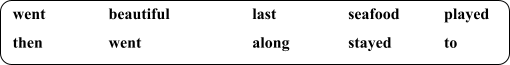 went beautiful last seafood played
then went along stayed to